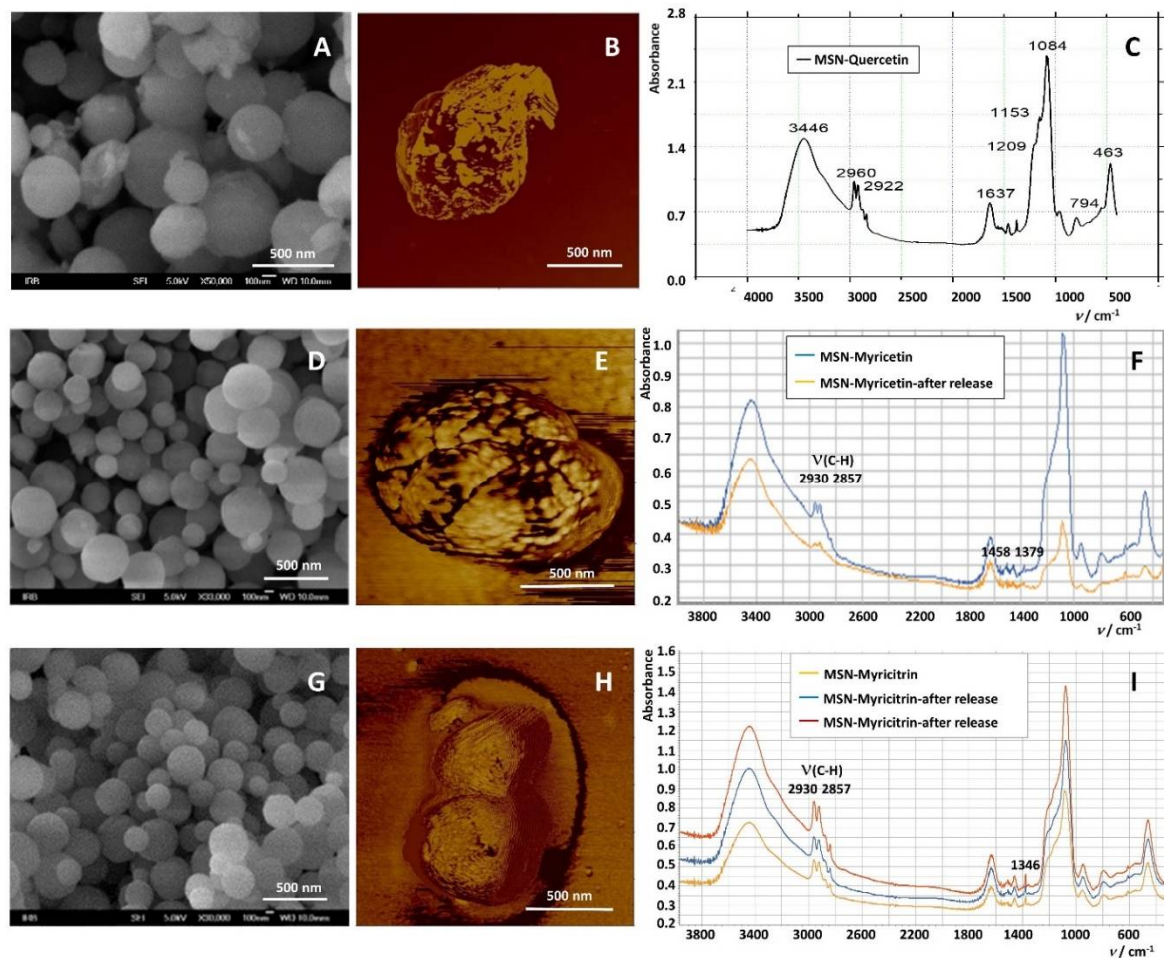 A
500 nm
IRB SEI 5.0kV X50,000 100nm WD 10.0mm
B
500 nm
C
Absorbance
2.8
2.1
1.4
0.7
0.0
MSN-Quercetin
3446
2960
2922
1637
1209
1153
1084
794
463
4000 3500 3000 2500 2000 1500 1000 500
ν / cm-1
D
500 nm
IRB SEI 5.0kV X33,000 100nm WD 10.0mm
E
500 nm
F
Absorbance
1.0
0.9
0.8
0.7
0.6
0.5
0.4
0.3
0.2
MSN-Myricetin
MSN-Myricetin-after release
V(C-H)
2930 2857
1458 1379
3800 3400 3000 2600 2200 1800 1400 1000 600
ν / cm-1
G
500 nm
IRB SEI 5.0kV X30,000 100nm WD 10.0mm
H
500 nm
I
Absorbance
1.6
1.5
1.4
1.3
1.2
1.1
1.0
0.9
0.8
0.7
0.6
0.5
0.4
0.3
0.2
MSN-Myricitrin
MSN-Myricitrin-after release
MSN-Myricitrin-after release
V(C-H)
2930 2857
1346
3800 3400 3000 2600 2200 1800 1400 1000 600
ν / cm-1